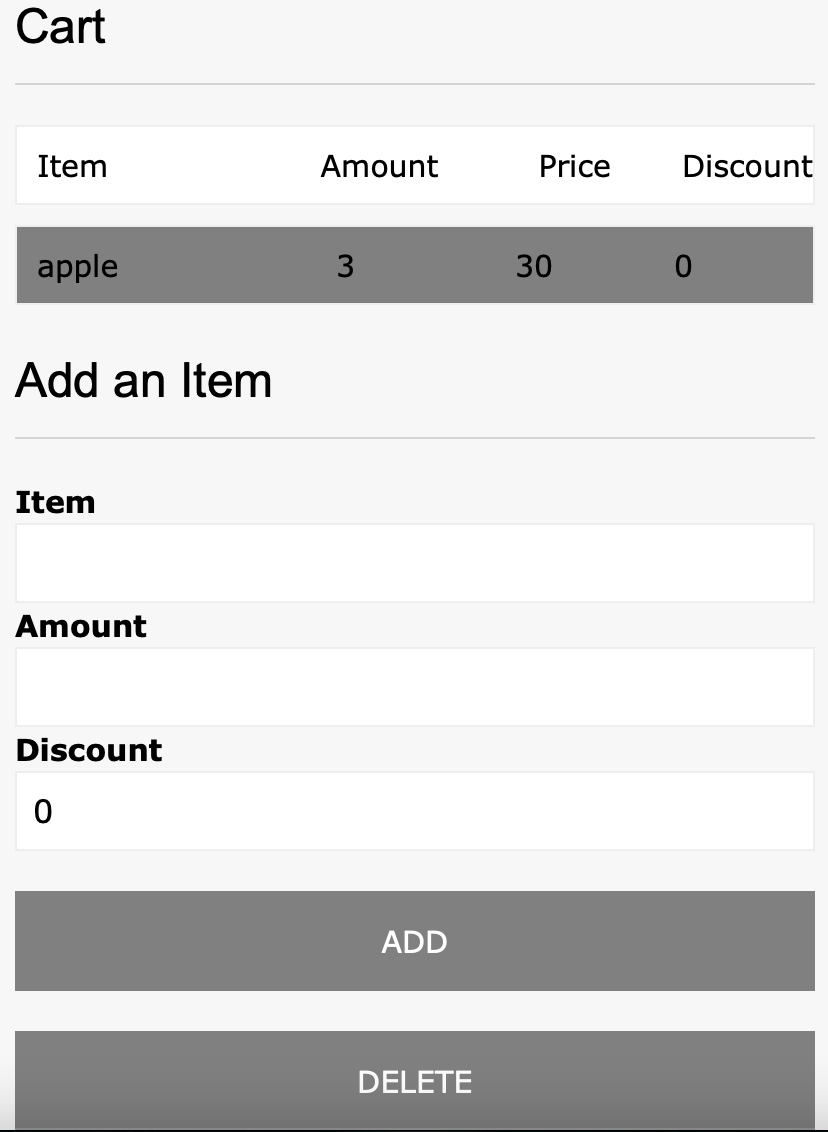 Cart
Item Amount Price Discount
apple 3 30 0
Add an Item
Item
Amount
Discount
0
ADD
DELETE